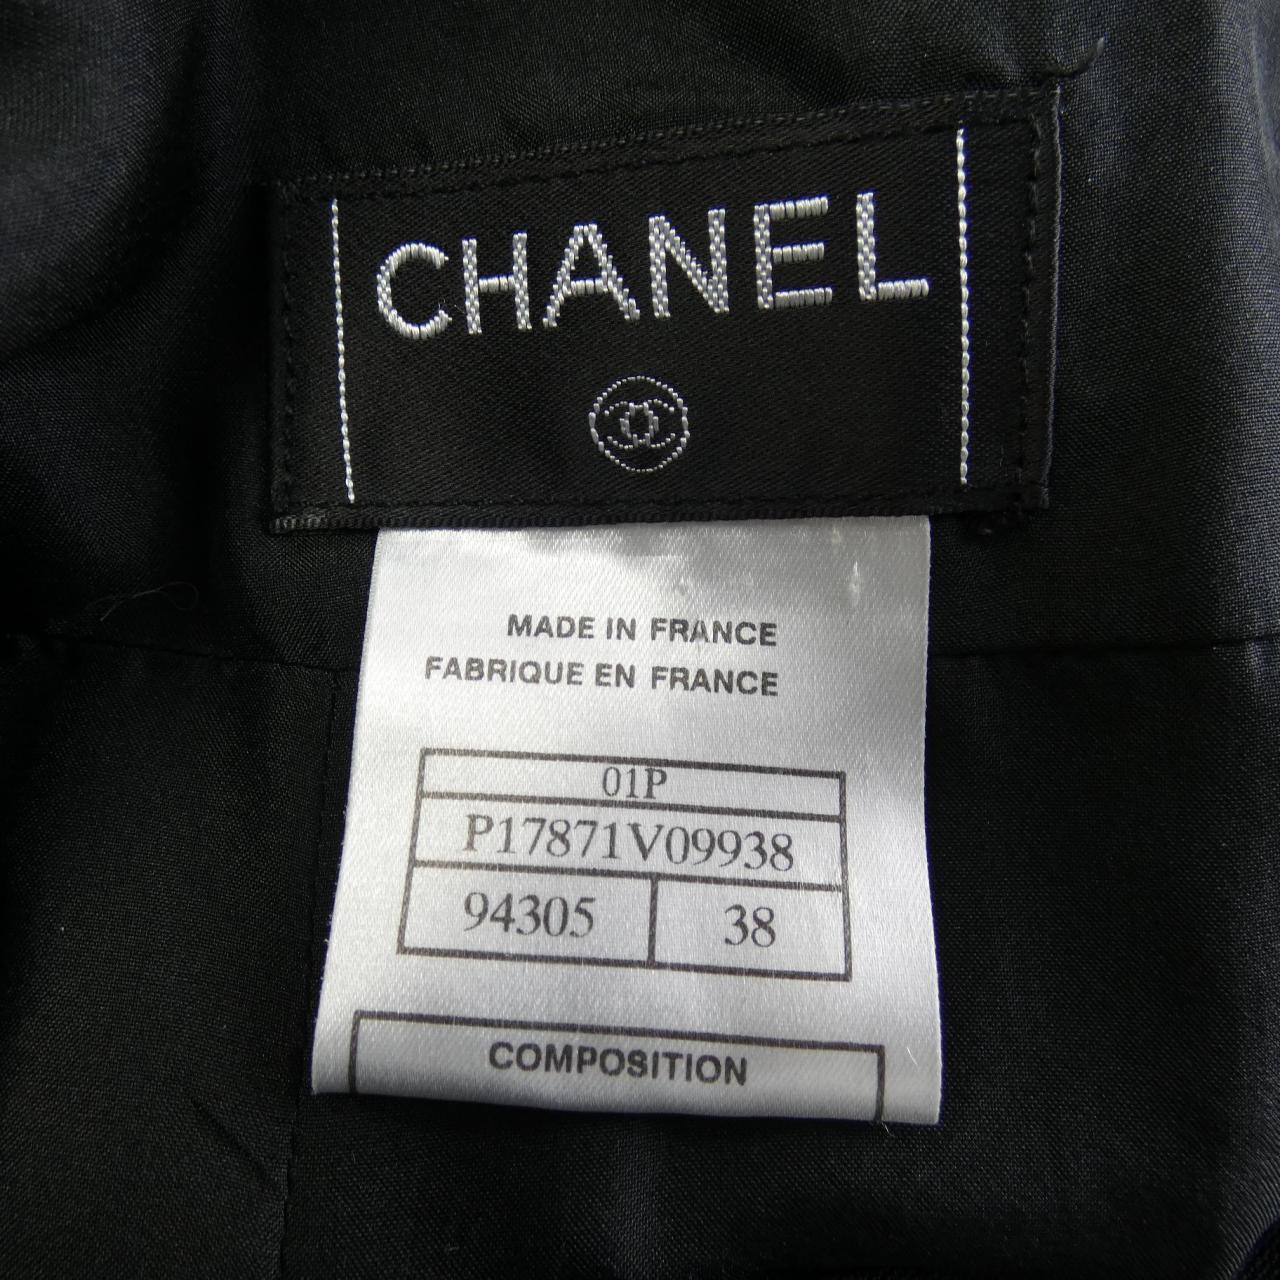 CHANEL
MADE IN FRANCE
FABRIQUE EN FRANCE
01P
P17871V09938
94305 38
COMPOSITION